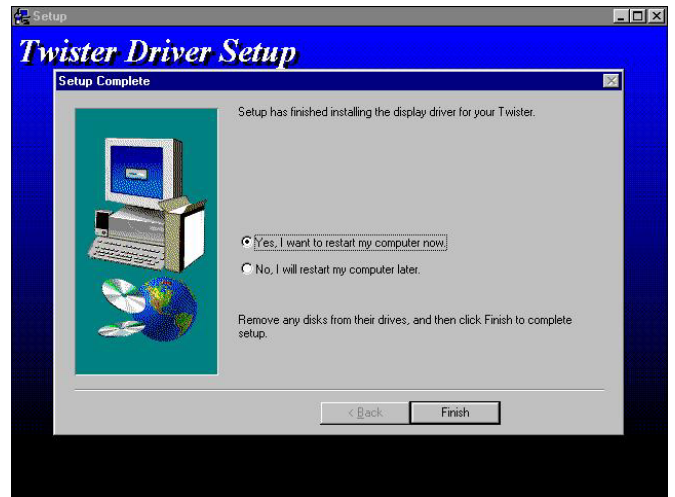 Setup
Twister Driver Setup
Setup Complete
Setup has finished installing the display driver for your Twister.
Yes, I want to restart my computer now.
No, I will restart my computer later.
Remove any disks from their drives, and then click Finish to complete
setup.
< Back
Finish